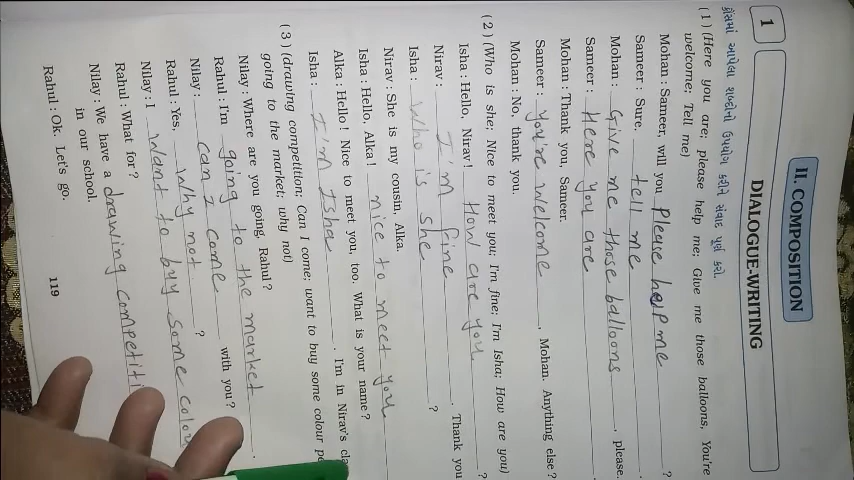 II. COMPOSITION
1 DIALOGUE-WRITING
કૌંસમાં આપેલા શબ્દોનો ઉપયોગ કરીને સંવાદ પૂર્ણ કરો.
(1) (Here you are; please help me; Give me those balloons, You're
welcome; Tell me)
Mohan : Sameer, will you please help me ?
Sameer : Sure, tell me .
Mohan : Give me those balloons , please.
Sameer : Here you are .
Mohan : Thank you, Sameer.
Sameer : You're welcome , Mohan. Anything else?
Mohan : No, thank you.
(2) (Who is she; Nice to meet you; I'm fine; I'm Isha; How are you)
Isha : Hello, Nirav! How are you ?
Nirav : I'm fine . Thank you
Isha : Who is she ?
Nirav : She is my cousin, Alka.
Isha : Hello, Alka! nice to meet you
Alka : Hello! Nice to meet you, too. What is your name?
Isha : I'm Isha . I'm in Nirav's cla
(3) (drawing competition; Can I come; want to buy some colour pe
going to the market; why not)
Nilay : Where are you going, Rahul?
Rahul : I'm going to the market .
Nilay : can I come with you?
Rahul : Yes, why not ?
Nilay : I want to buy some colou
Rahul : What for?
Nilay : We have a drawing competiti
in our school.
Rahul : Ok. Let's go.
119